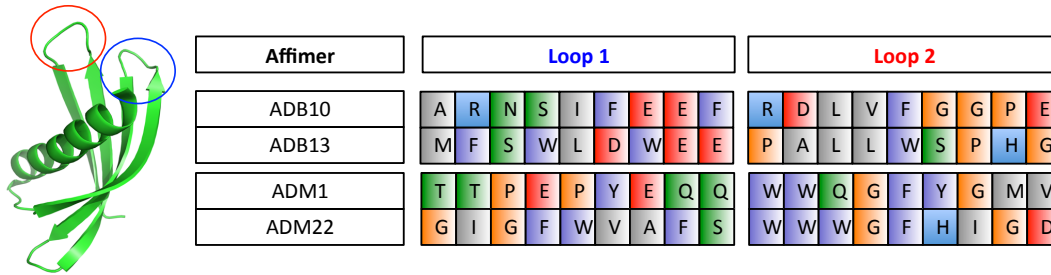 Affimer Loop 1 Loop 2
ADB10 A R N S I F E E F R D L V F G G P E
ADB13 M F S W L D W E E P A L L W S P H G
ADM1 T T P E P Y E Q Q W W Q G F Y G M V
ADM22 G I G F W V A F S W W W G F H I G D